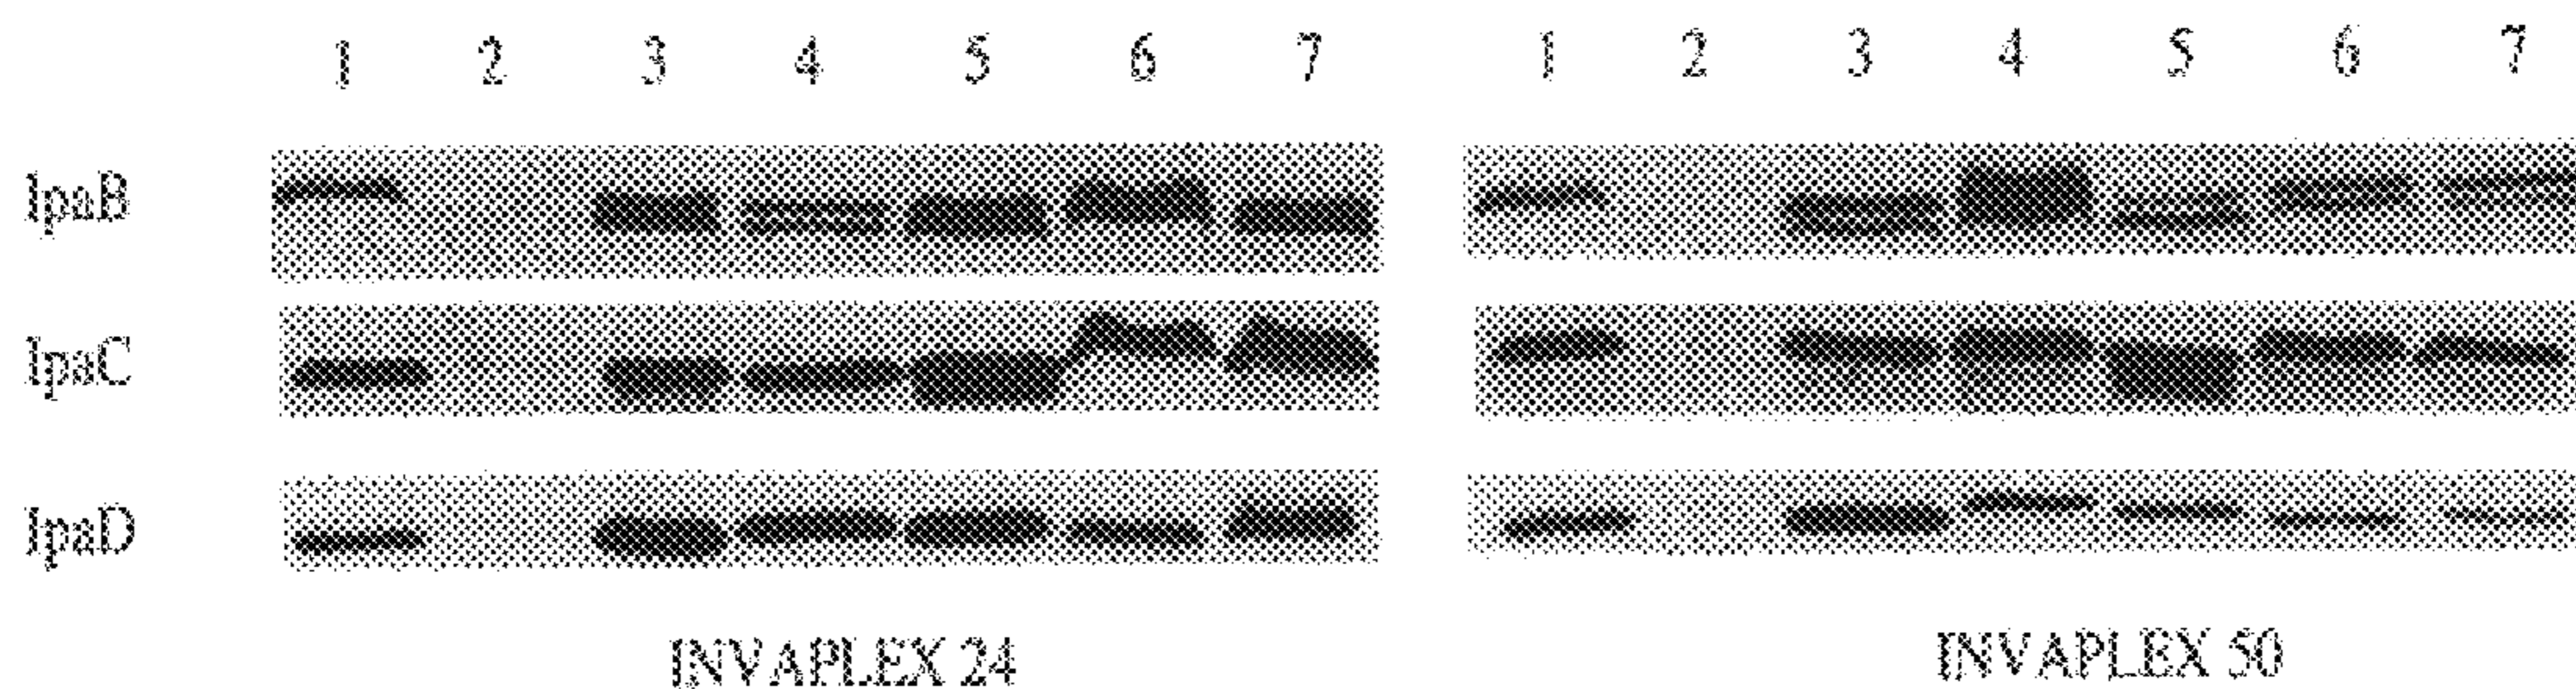 1 2 3 4 5 6 7 1 2 3 4 5 6 7
IpaB
IpaC
IpaD
INVAPLEX 24 INVAPLEX 50